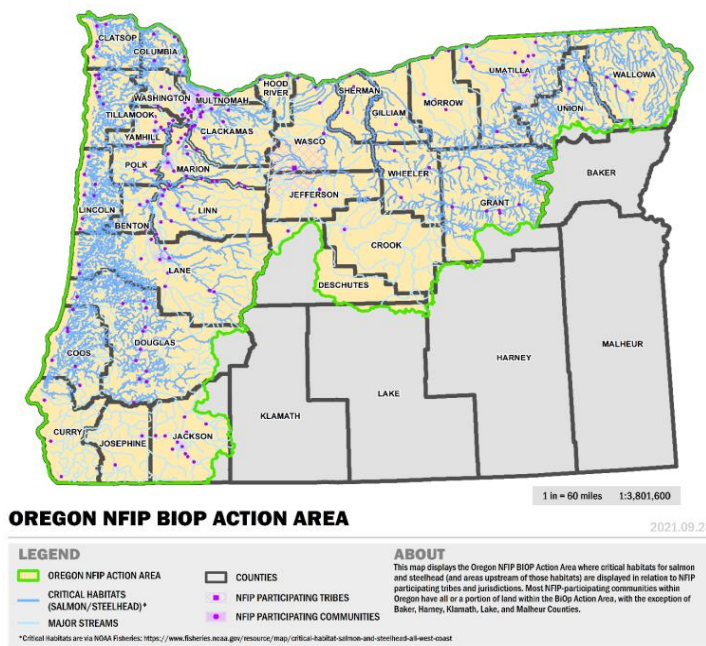 CLATSOP
COLUMBIA
HOOD
RIVER
SHERMAN
UMATILLA
WALLOWA
WASHINGTON
MULTNOMAH
GILLIAM
MORROW
UNION
TILLAMOOK
CLACKAMAS
YAMHILL
WASCO
BAKER
POLK
MARION
WHEELER
JEFFERSON
GRANT
LINCOLN
LINN
BENTON
CROOK
LANE
DESCHUTES
DOUGLAS
COOS
HARNEY
MALHEUR
LAKE
KLAMATH
CURRY
JOSEPHINE
JACKSON
1 in = 60 miles 1:3,801,600
OREGON NFIP BIOP ACTION AREA
LEGEND
OREGON NFIP ACTION AREA
CRITICAL HABITATS
(SALMON/STEELHEAD)*
MAJOR STREAMS
COUNTIES
NFIP PARTICIPATING TRIBES
NFIP PARTICIPATING COMMUNITIES
ABOUT
This map displays the Oregon NFIP BIOP Action Area where critical habitats for salmon
and steelhead (and areas upstream of those habitats) are displayed in relation to NFIP
participating tribes and jurisdictions. Most NFIP-participating communities within
Oregon have all or a portion of land within the BiOp Action Area, with the exception of
Baker, Harney, Klamath, Lake, and Malheur Counties.
*Critical Habitats are via NOAA Fisheries: https://www.fisheries.noaa.gov/resource/map/critical-habitat-salmon-and-steelhead-all-west-coast